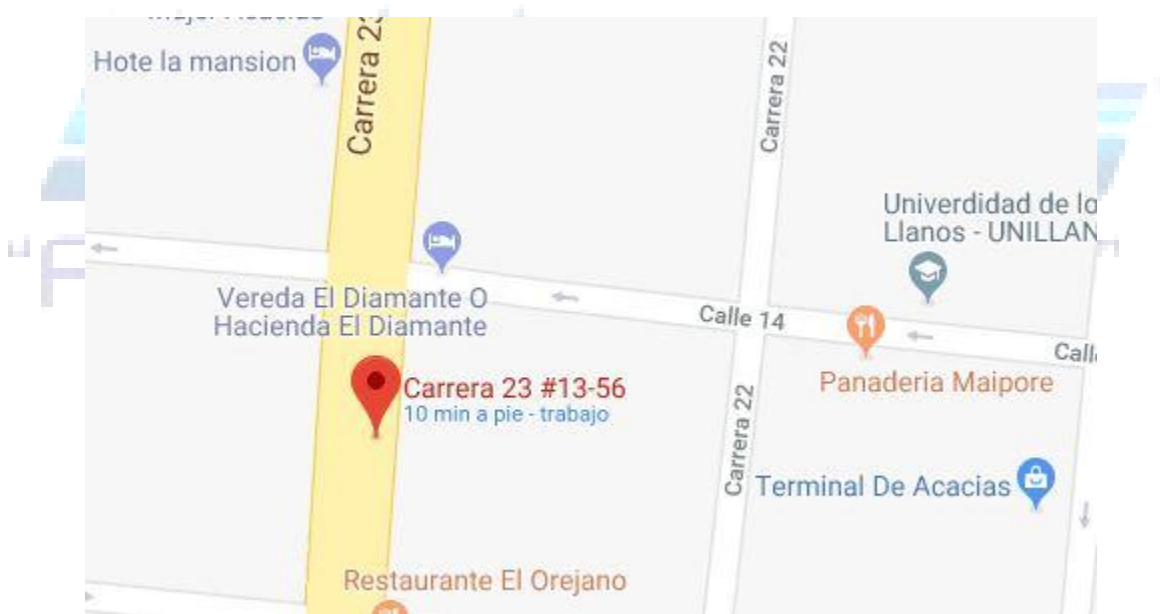 Hote la mansion
Carrera 23
Carrera 22
Univerdidad de lo
Llanos - UNILLAN
Vereda El Diamante O
Hacienda El Diamante
Calle 14
Call
Carrera 23 #13-56
10 min a pie - trabajo
Panaderia Maipore
Carrera 22
Terminal De Acacias
Restaurante El Orejano